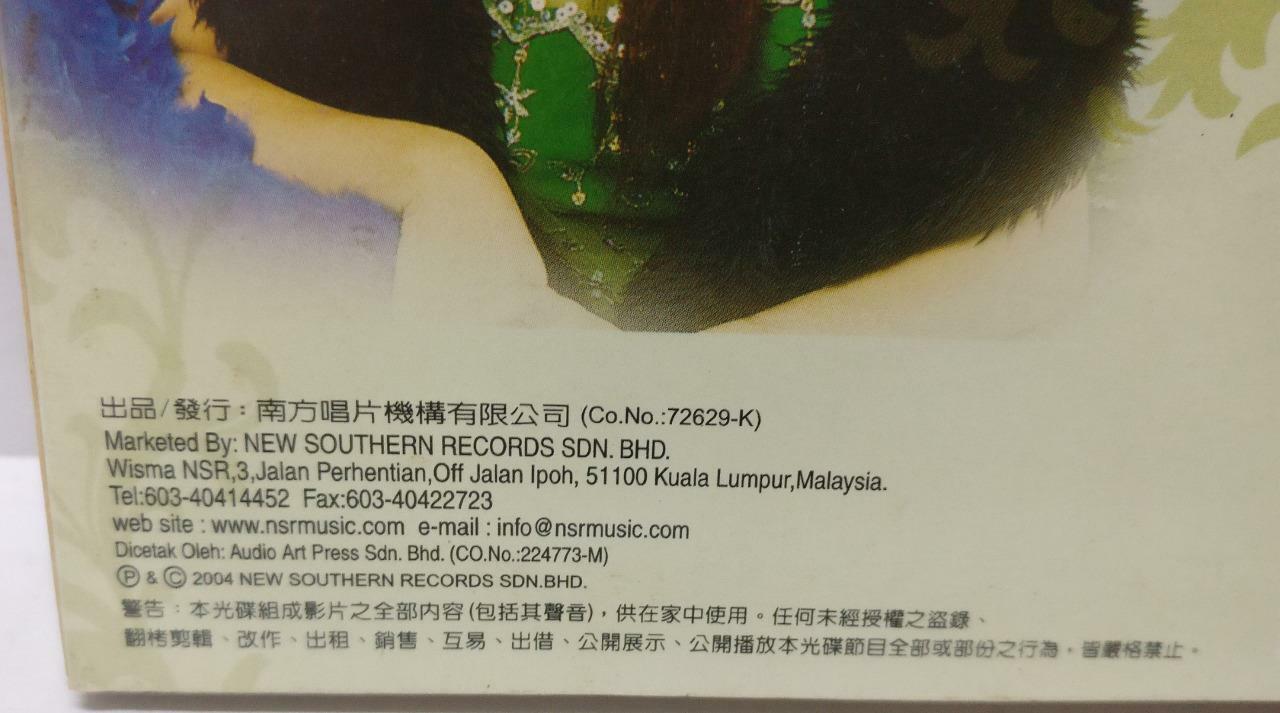 出品/發行：南方唱片機構有限公司 (Co.No.:72629-K)
Marketed By: NEW SOUTHERN RECORDS SDN. BHD.
Wisma NSR,3,Jalan Perhentian,Off Jalan Ipoh, 51100 Kuala Lumpur,Malaysia.
Tel:603-40414452 Fax:603-40422723
web site : www.nsrmusic.com e-mail : info@nsrmusic.com
Dicetak Oleh: Audio Art Press Sdn. Bhd. (CO.No.:224773-M)
Ⓟ & Ⓒ 2004 NEW SOUTHERN RECORDS SDN.BHD.
警告：本光碟組成影片之全部內容(包括其聲音)，供在家中使用。任何未經授權之盜錄、
翻栲剪輯、改作、出租、銷售、互易、出借、公開展示、公開播放本光碟節目全部或部份之行為，皆嚴格禁止。